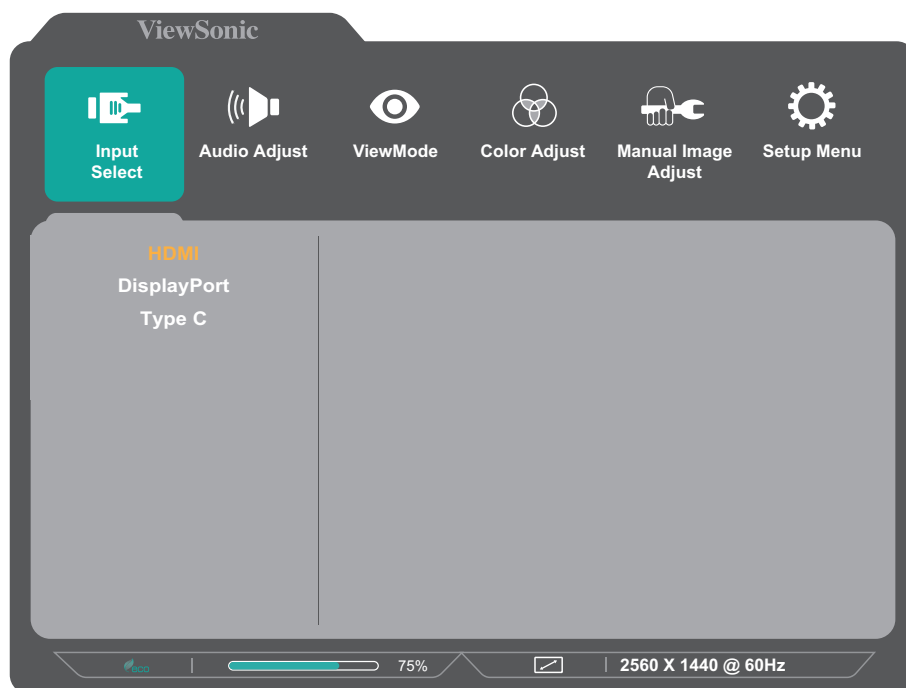 ViewSonic
Input
Select
Audio Adjust
ViewMode
Color Adjust
Manual Image
Adjust
Setup Menu
HDMI
DisplayPort
Type C
ECO
75%
2560 X 1440 @ 60Hz